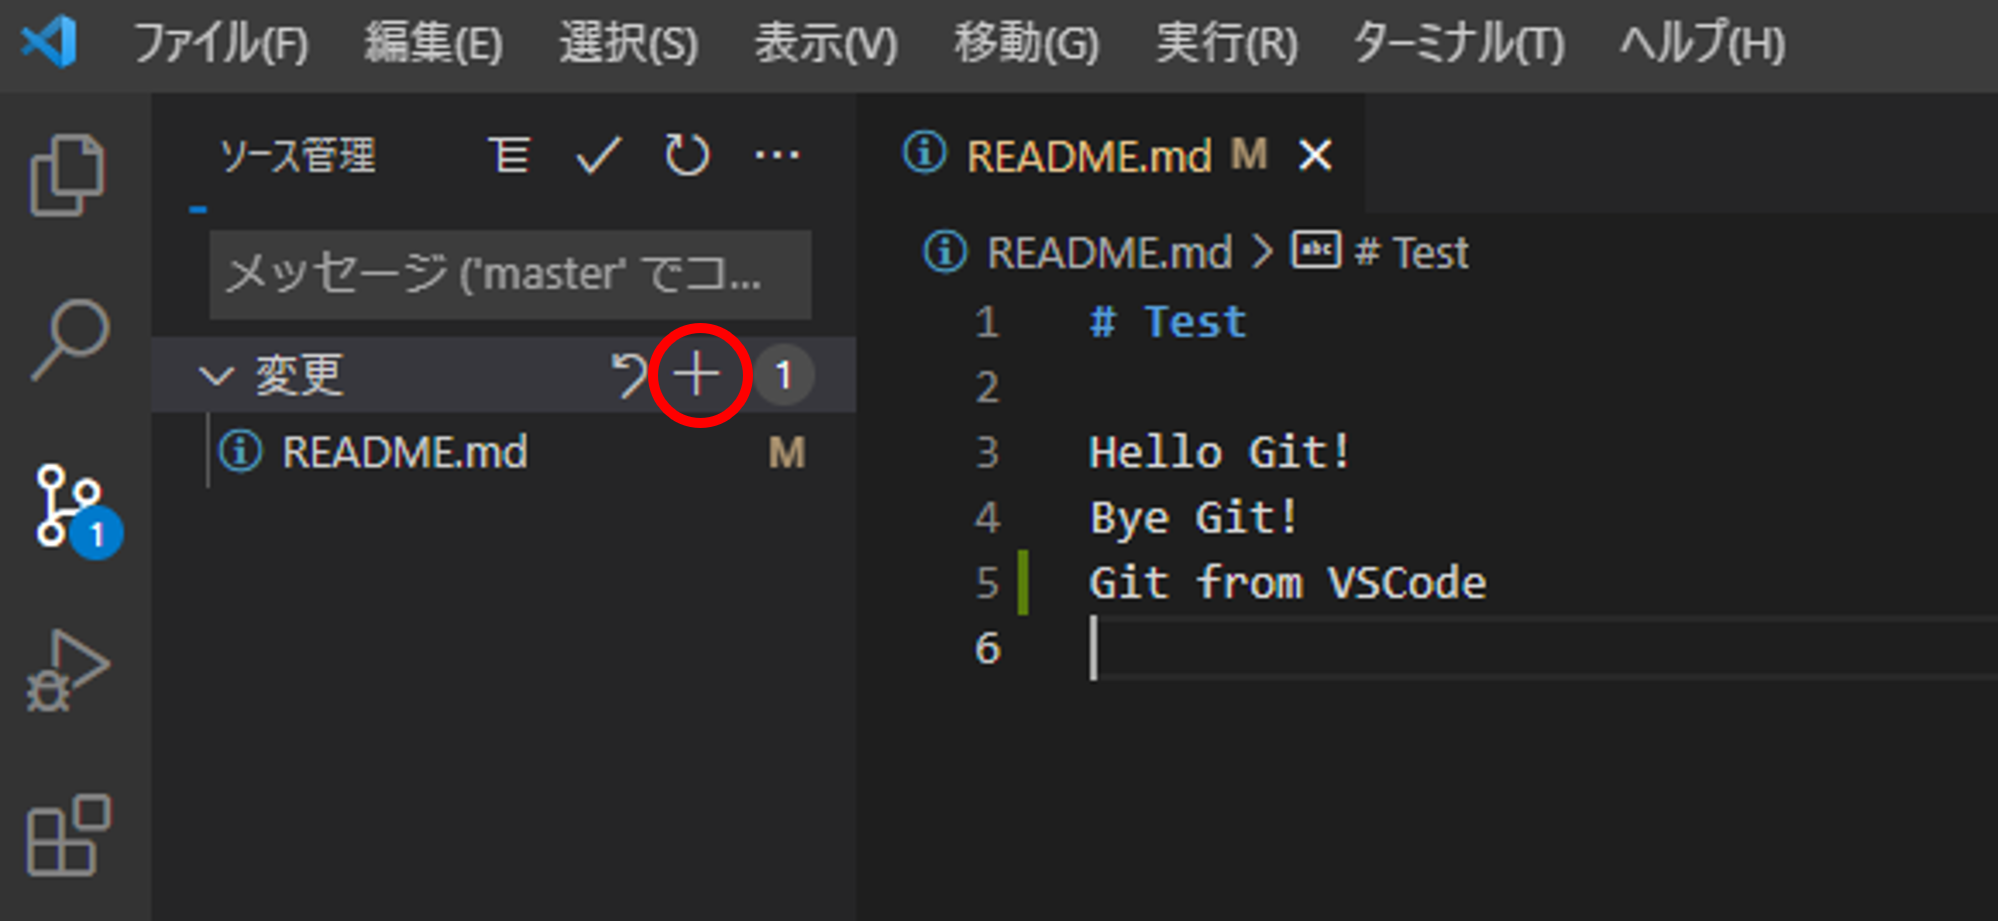 ファイル(F) 編集(E) 選択(S) 表示(V) 移動(G) 実行(R) ターミナル(T) ヘルプ(H)
ソース管理
メッセージ ('master' でコ...
変更 1
README.md M
1
README.md M
README.md > abc # Test
1 # Test
2
3 Hello Git!
4 Bye Git!
5 Git from VSCode
6